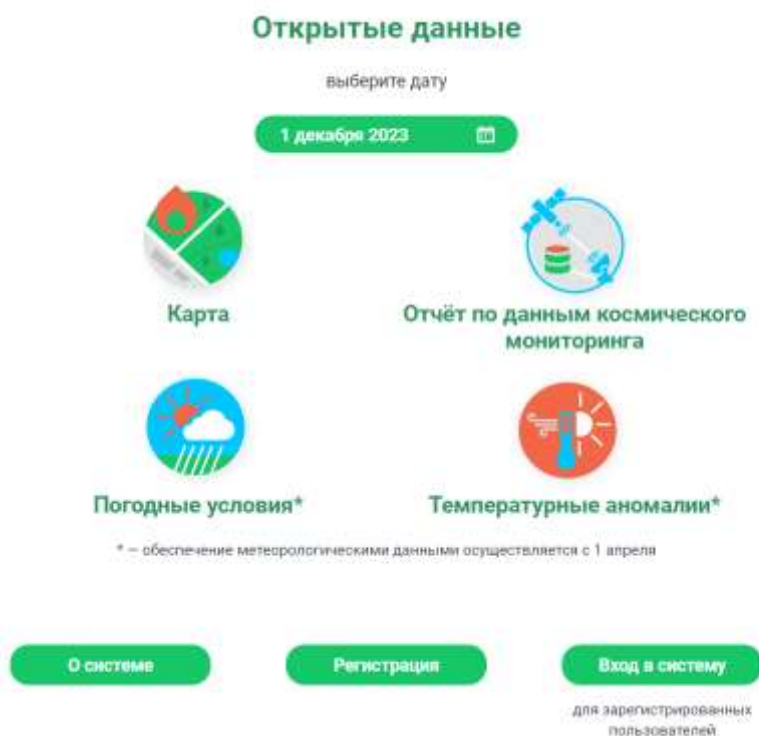 Открытые данные
выберите дату
1 декабря 2023
Карта
Отчёт по данным космического
мониторинга
Погодные условия*
Температурные аномалии*
* – обеспечение метеорологическими данными осуществляется с 1 апреля
О системе
Регистрация
Вход в систему
для зарегистрированных
пользователей